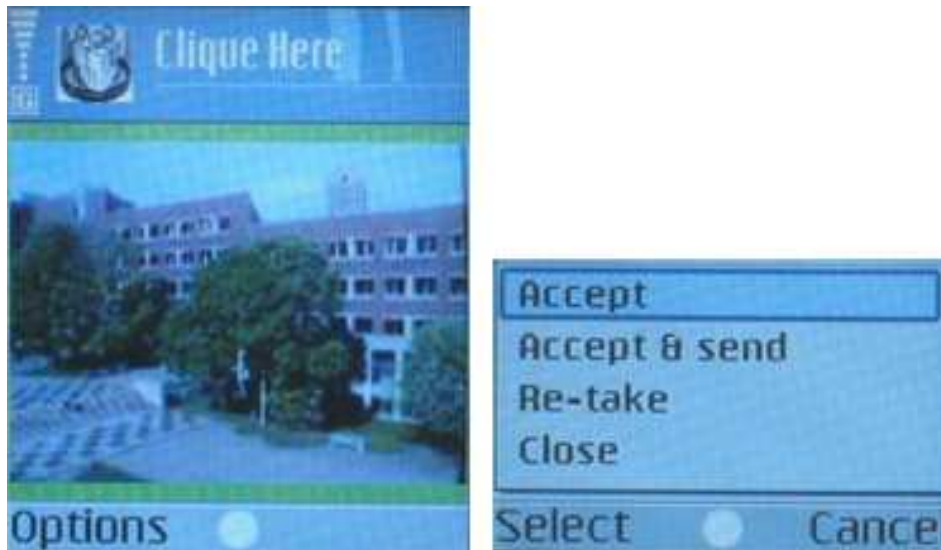 Clique Here
Options
Accept
Accept & send
Re-take
Close
Select
Cance